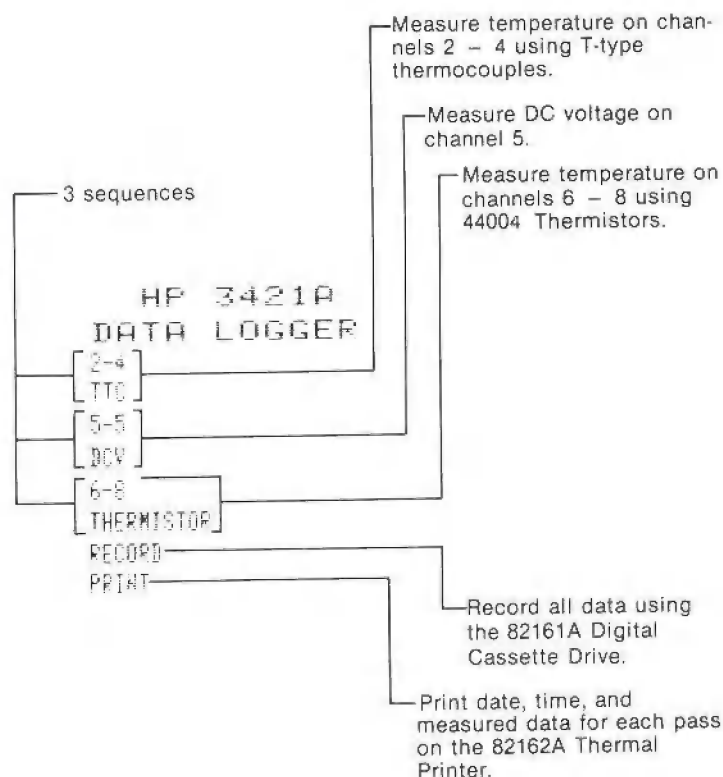 Measure temperature on chan-
nels 2 – 4 using T-type
thermocouples.
Measure DC voltage on
channel 5.
Measure temperature on
channels 6 – 8 using
44004 Thermistors.
3 sequences
HP 3421A
DATA LOGGER
2-4
TTC
5-5
DCV
6-8
THERMISTOR
RECORD
PRINT
Record all data using
the 82161A Digital
Cassette Drive.
Print date, time, and
measured data for each pass
on the 82162A Thermal
Printer.